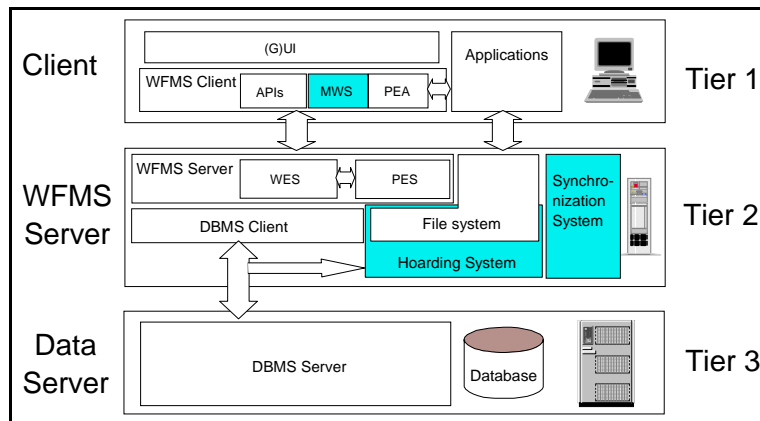 Client
(G)UI
Applications
WFMS Client
APIs
MWS
PEA
Tier 1
WFMS
Server
WFMS Server
WES
PES
Synchro-
nization
System
DBMS Client
File system
Hoarding System
Tier 2
Data
Server
DBMS Server
Database
Tier 3